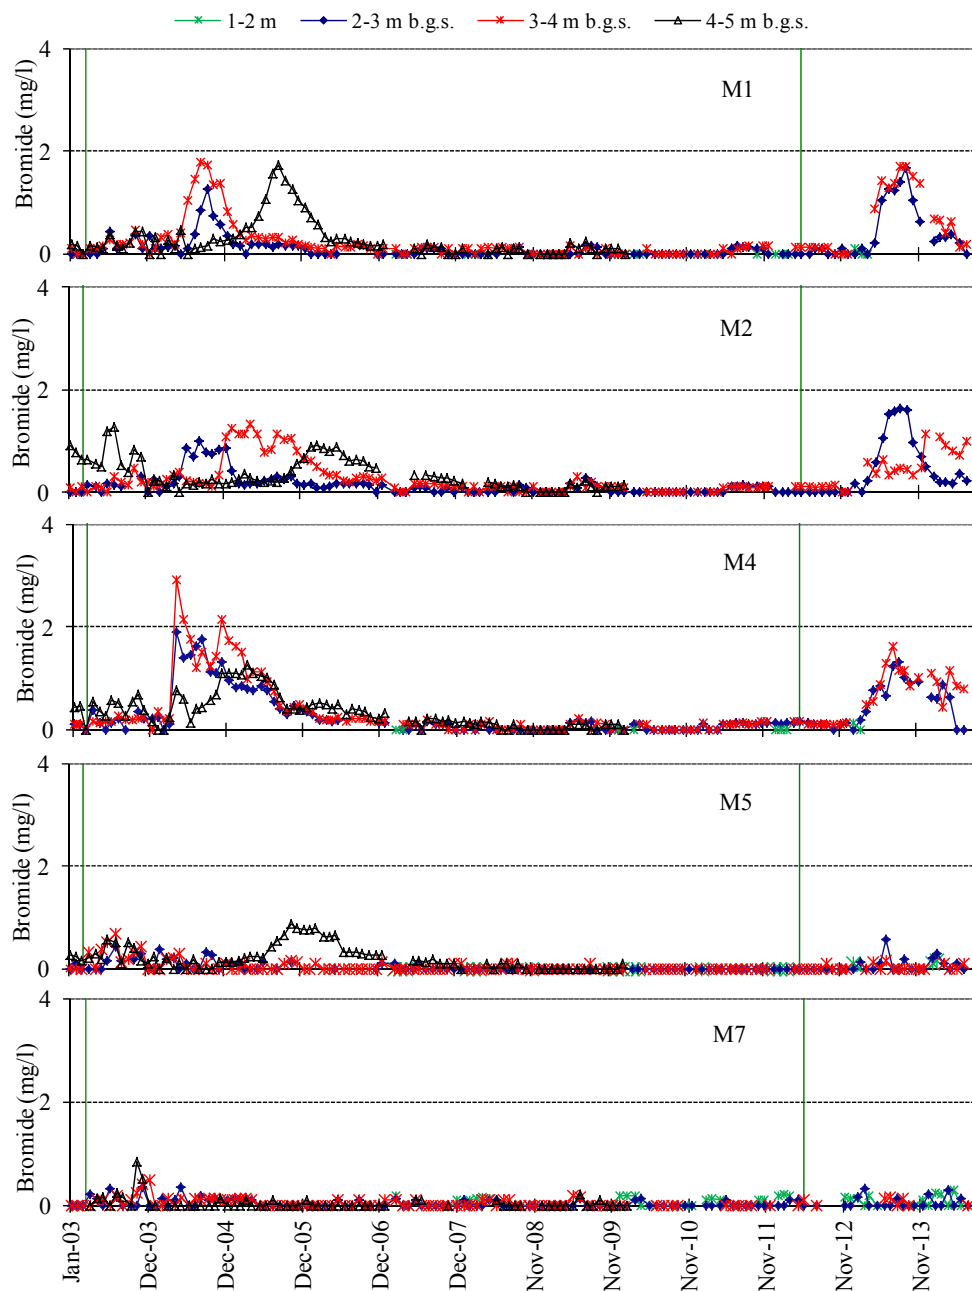 1-2 m 2-3 m b.g.s. 3-4 m b.g.s. 4-5 m b.g.s.
4
2
0
Bromide (mg/l)
M1
4
2
0
Bromide (mg/l)
M2
4
2
0
Bromide (mg/l)
M4
4
2
0
Bromide (mg/l)
M5
4
2
0
Bromide (mg/l)
M7
Jan-03 Dec-03 Dec-04 Dec-05 Dec-06 Dec-07 Nov-08 Nov-09 Nov-10 Nov-11 Nov-12 Nov-13